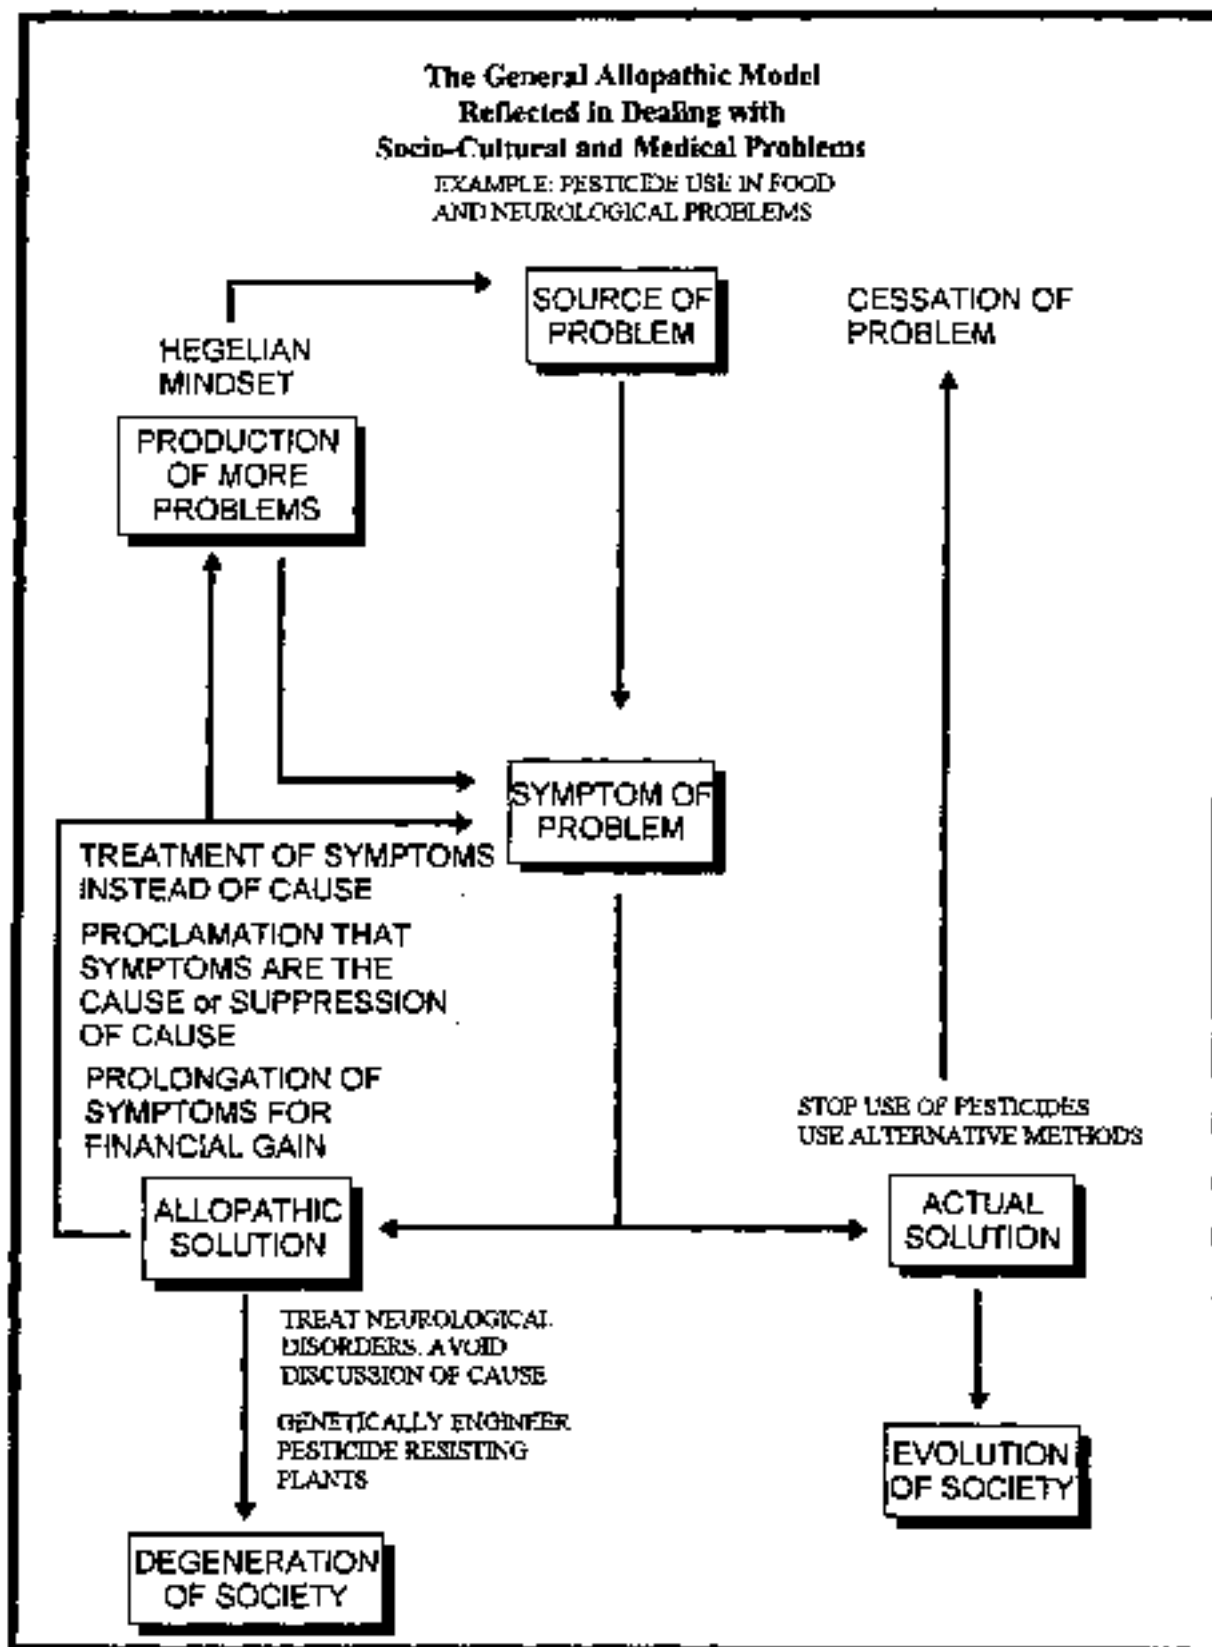 The General Allopathic Model
Reflected in Dealing with
Socio-Cultural and Medical Problems
EXAMPLE: PESTICIDE USE IN FOOD
AND NEUROLOGICAL PROBLEMS
SOURCE OF
PROBLEM
CESSATION OF
PROBLEM
HEGELIAN
MINDSET
PRODUCTION
OF MORE
PROBLEMS
SYMPTOM OF
PROBLEM
TREATMENT OF SYMPTOMS
INSTEAD OF CAUSE
PROCLAMATION THAT
SYMPTOMS ARE THE
CAUSE or SUPPRESSION
OF CAUSE
PROLONGATION OF
SYMPTOMS FOR
FINANCIAL GAIN
STOP USE OF PESTICIDES
USE ALTERNATIVE METHODS
ALLOPATHIC
SOLUTION
ACTUAL
SOLUTION
TREAT NEUROLOGICAL
DISORDERS. AVOID
DISCUSSION OF CAUSE
GENETICALLY ENGINEER
PESTICIDE RESISTING
PLANTS
EVOLUTION
OF SOCIETY
DEGENERATION
OF SOCIETY